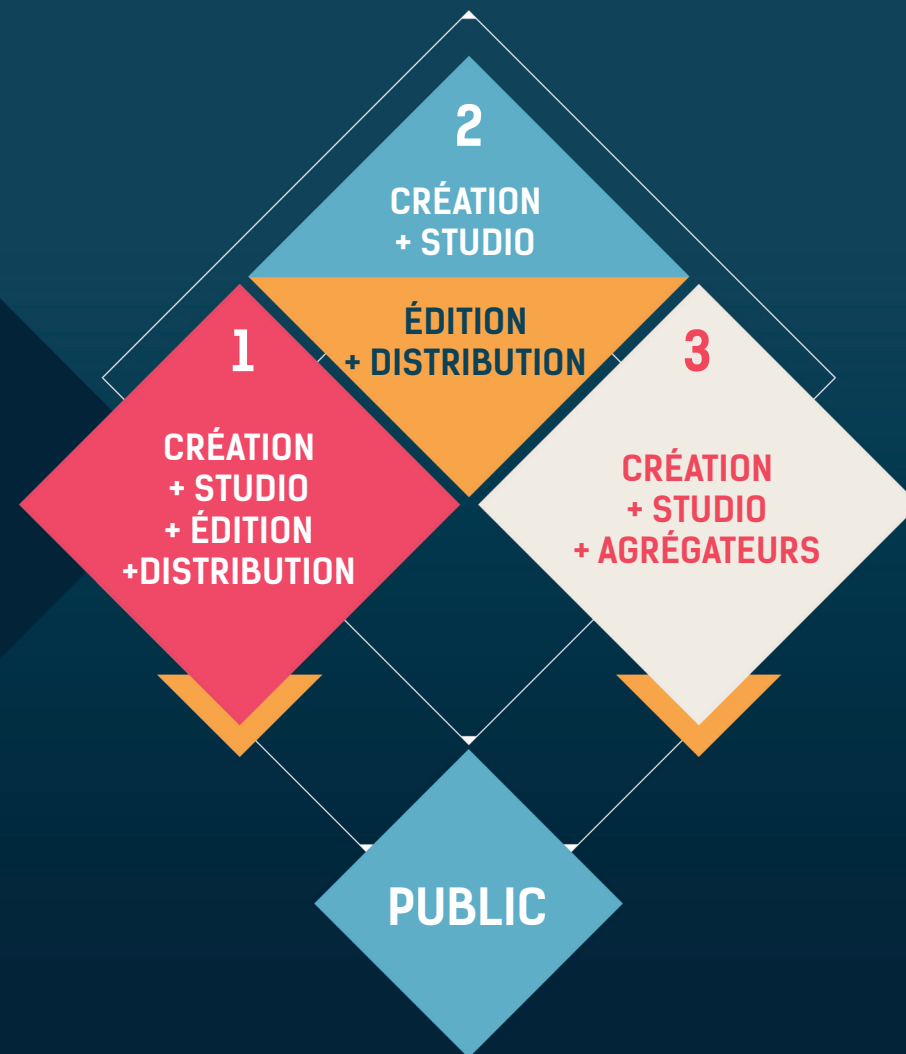 2
CRÉATION
+ STUDIO
ÉDITION
+ DISTRIBUTION
1
CRÉATION
+ STUDIO
+ ÉDITION
+DISTRIBUTION
3
CRÉATION
+ STUDIO
+ AGRÉGATEURS
PUBLIC